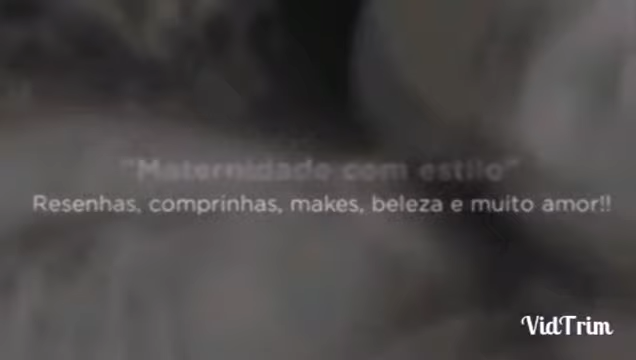 "Maternidade com estilo"
Resenhas, comprinhas, makes, beleza e muito amor!!
VidTrim